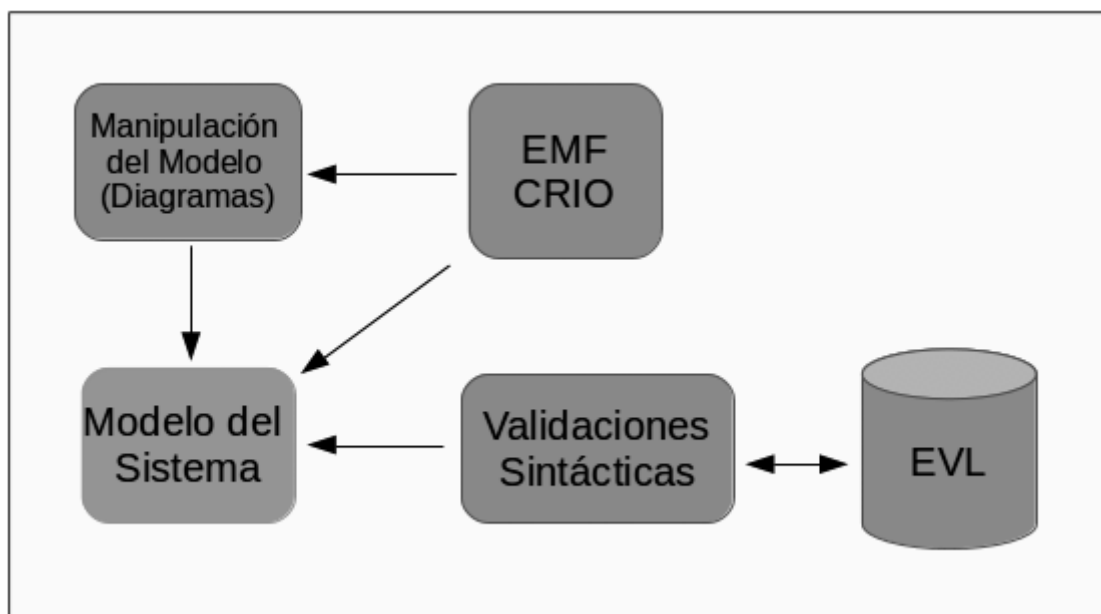 Manipulación
del Modelo
(Diagramas)
EMF
CRIO
Modelo del
Sistema
Validaciones
Sintácticas
EVL